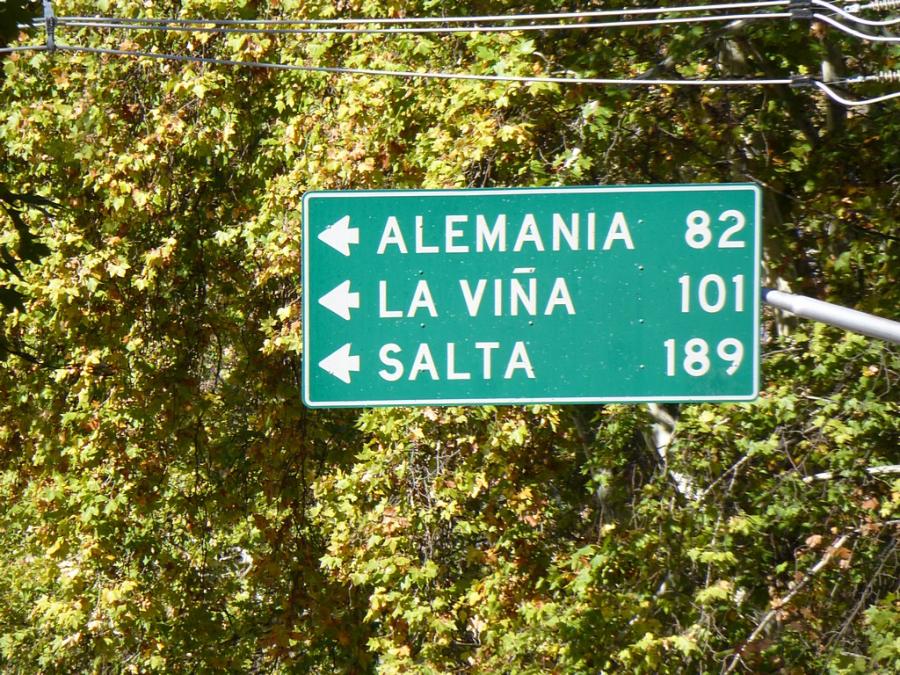 ALEMANIA 82
LA VIÑA 101
SALTA 189